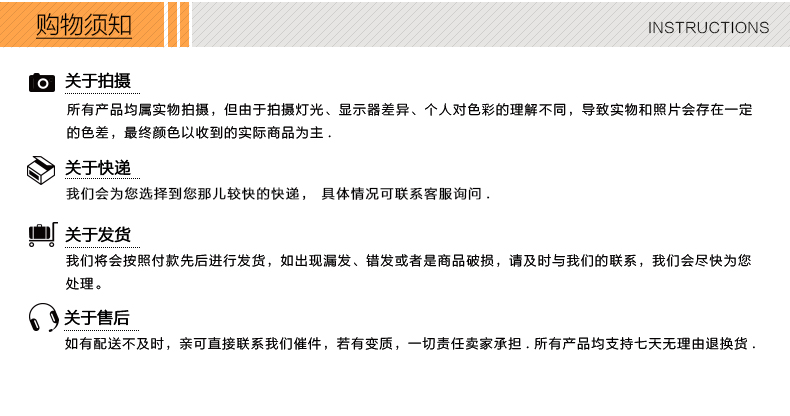 购物须知
INSTRUCTIONS
关于拍摄
所有产品均属实物拍摄，但由于拍摄灯光、显示器差异、个人对色彩的理解不同，导致实物和照片会存在一定
的色差，最终颜色以收到的实际商品为主．
关于快递
我们会为您选择到您那儿较快的快递， 具体情况可联系客服询问．
关于发货
我们将会按照付款先后进行发货，如出现漏发、错发或者是商品破损，请及时与我们的联系，我们会尽快为您
处理。
关于售后
如有配送不及时，亲可直接联系我们催件，若有变质，一切责任卖家承担．所有产品均支持七天无理由退换货．